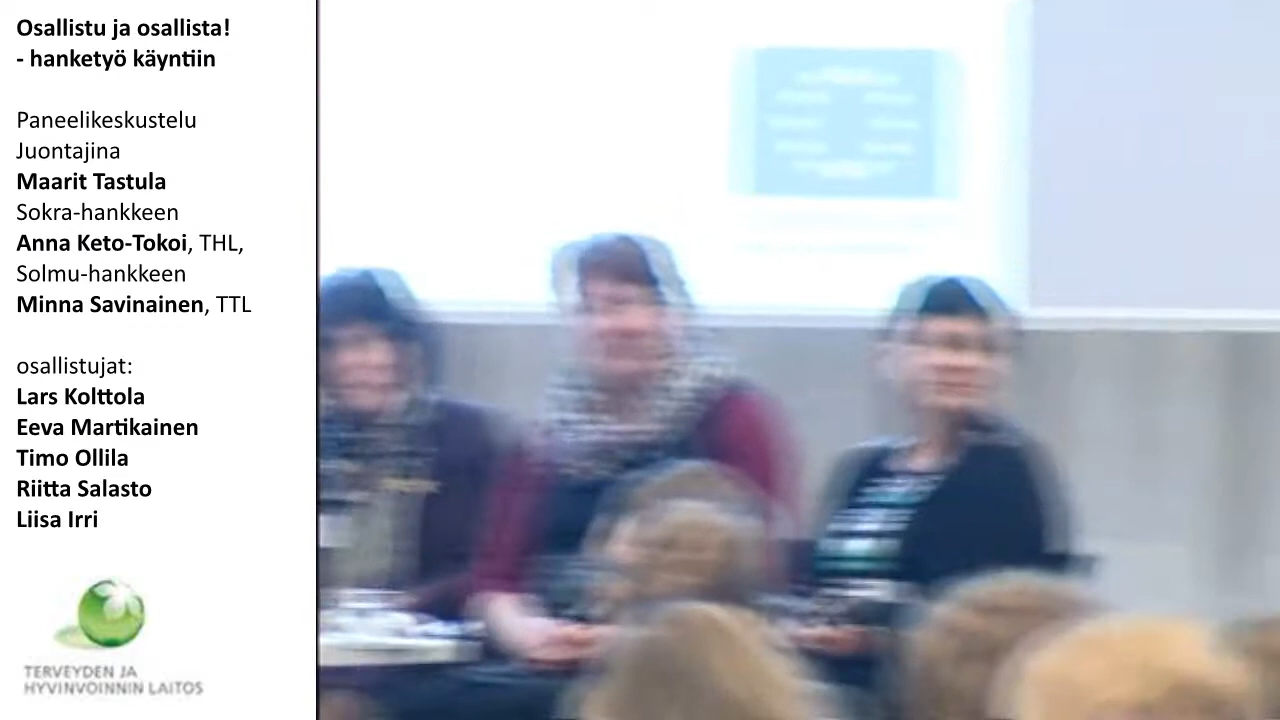 Osallistu ja osallista!
- hanketyö käyntiin
Paneelikeskustelu
Juontajina
Maarit Tastula
Sokra-hankkeen
Anna Keto-Tokoi, THL,
Solmu-hankkeen
Minna Savinainen, TTL
osallistujat:
Lars Kolttola
Eeva Martikainen
Timo Ollila
Riitta Salasto
Liisa Irri
TERVEYDEN JA
HYVINVOINNIN LAITOS